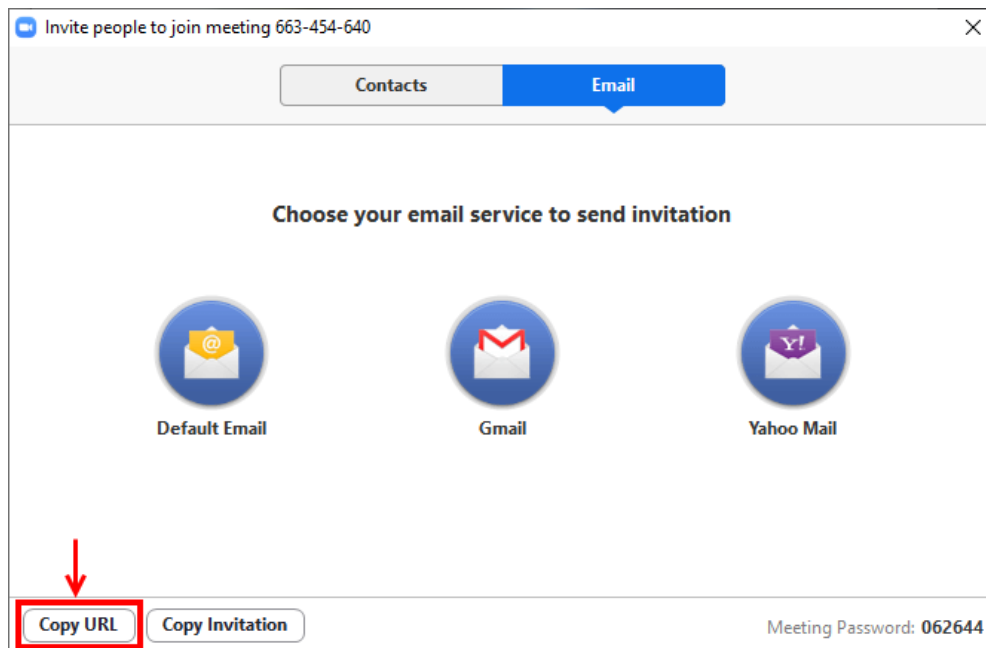 Invite people to join meeting 663-454-640
Contacts Email
Choose your email service to send invitation
@ Y!
Default Email Gmail Yahoo Mail
Copy URL Copy Invitation Meeting Password: 062644